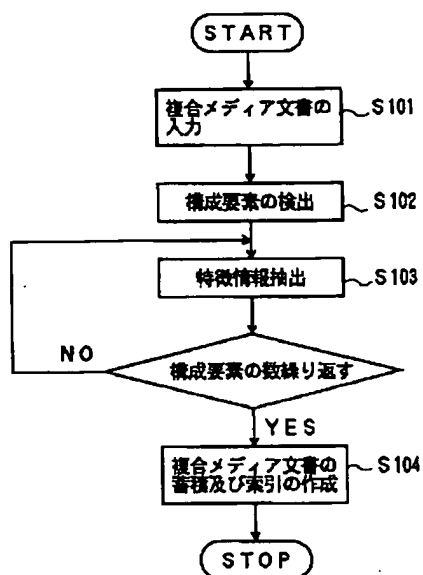 START
複合メディア文書の
入力
S101
構成要素の検出
S102
特徴情報抽出
S103
NO
構成要素の数繰り返す
YES
複合メディア文書の
蓄積及び索引の作成
S104
STOP